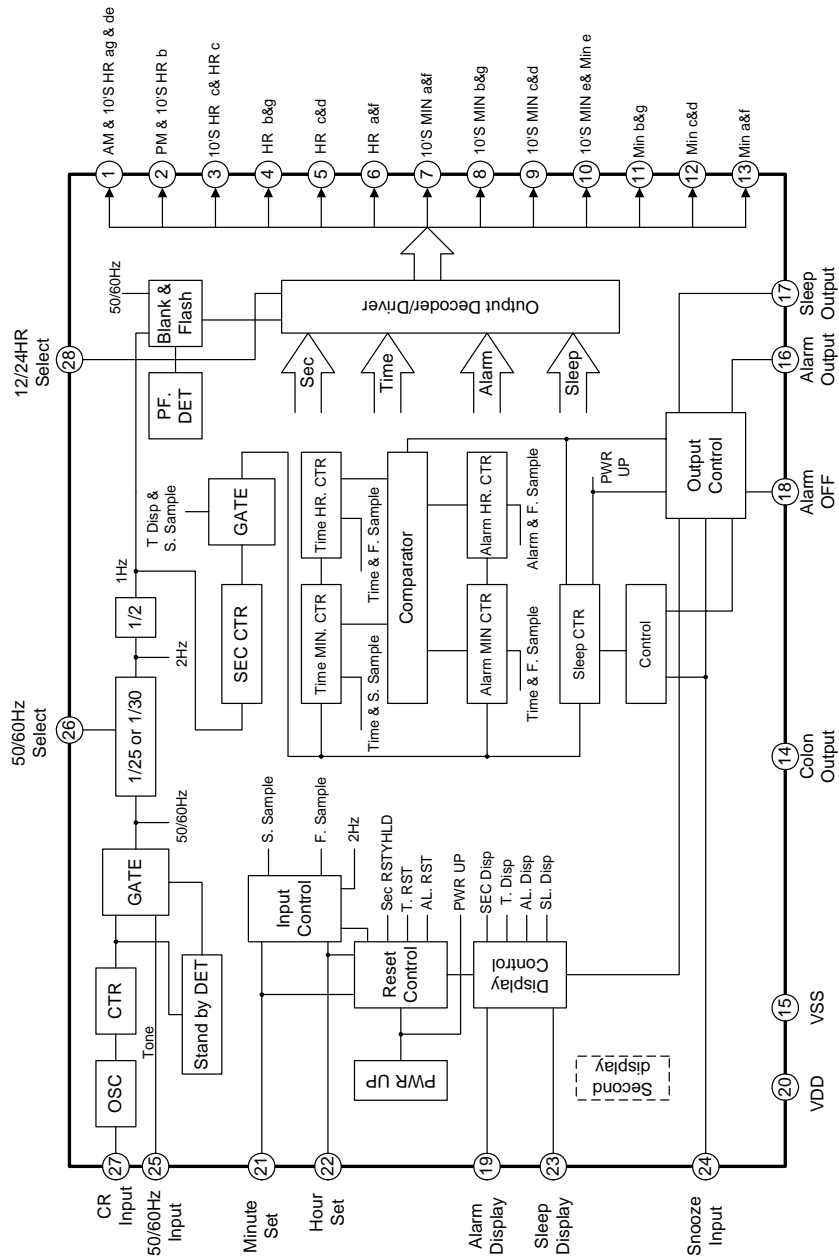 12/24HR
Select
28
50/60Hz
Select
26
1
AM & 10'S HR ag & de
2
PM & 10'S HR b
3
10'S HR c& HR c
4
HR b&g
5
HR c&d
6
HR a&f
7
10'S MIN a&f
8
10'S MIN b&g
9
10'S MIN c&d
10
10'S MIN e& Min e
11
Min b&g
12
Min c&d
13
Min a&f
CR
Input
27
50/60Hz
Input
25
OSC
CTR
Tone
Stand by DET
GATE
50/60Hz
1/25 or 1/30
2Hz
1/2
1Hz
T Disp &
S. Sample
PF.
DET
Blank &
Flash
50/60Hz
SEC CTR
GATE
Output Decoder/Driver
Sec
Time
Alarm
Sleep
Minute
Set
21
Hour
Set
22
Input
Control
S. Sample
F. Sample
2Hz
Reset
Control
Sec RSTYHLD
T. RST
AL. RST
PWR UP
PWR UP
Time MIN. CTR
Time HR. CTR
Time & S. Sample
Time & F. Sample
Comparator
Alarm MIN CTR
Alarm HR. CTR
Time & F. Sample
Alarm & F. Sample
Alarm
Display
19
Sleep
Display
23
Display
Control
SEC Disp
T. Disp
AL. Disp
SL. Disp
Second
display
Sleep CTR
PWR
UP
Control
Output
Control
Snooze
Input
24
20
VDD
15
VSS
14
Colon
Output
18
Alarm
OFF
16
Alarm
Output
17
Sleep
Output